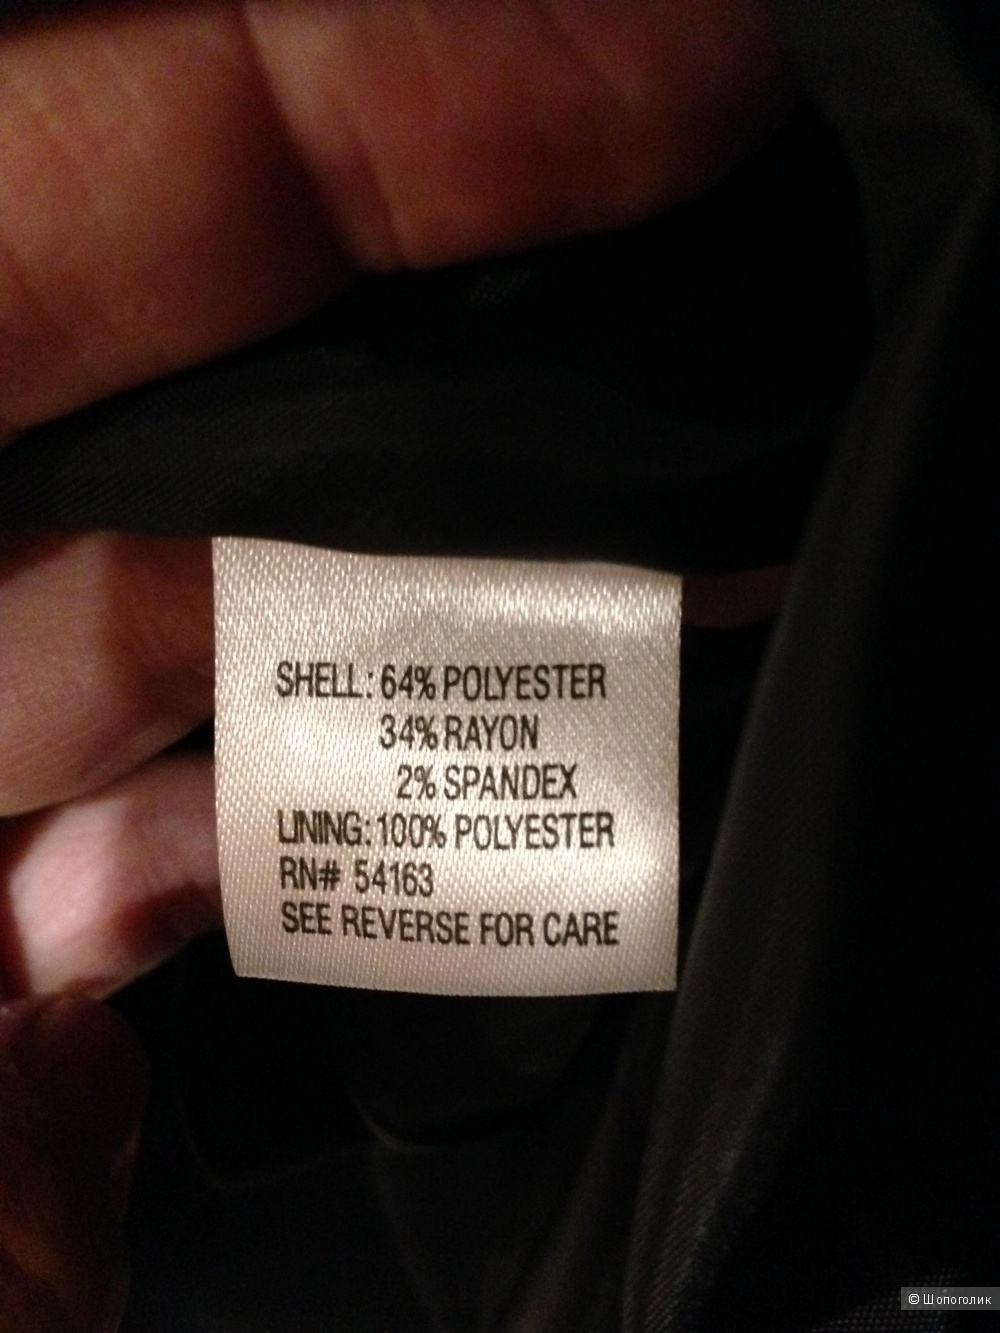 SHELL: 64% POLYESTER
34% RAYON
2% SPANDEX
LINING: 100% POLYESTER
RN# 54163
SEE REVERSE FOR CARE
© Шопоголик